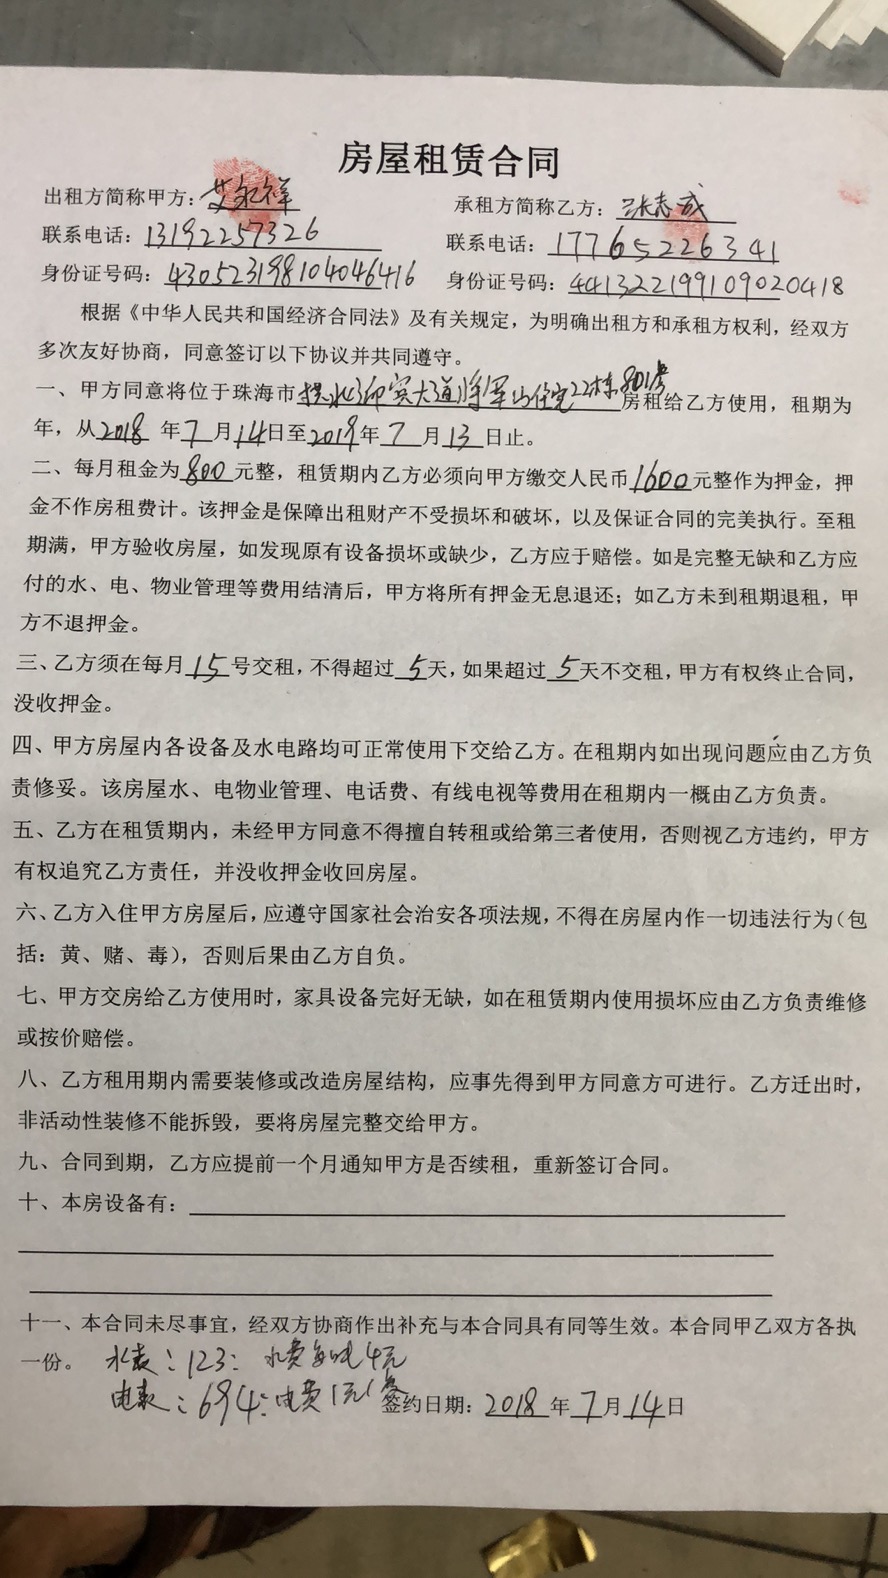 房屋租赁合同
出租方简称甲方：艾祥 承租方简称乙方：张志成
联系电话：13192257326 联系电话：17765226341
身份证号码：430523198104046416 身份证号码：441322199109020418
根据《中华人民共和国经济合同法》及有关规定，为明确出租方和承租方权利，经双方
多次友好协商，同意签订以下协议并共同遵守。
一、甲方同意将位于珠海市拱北迎宾大道将军山住宅22栋801房房租给乙方使用，租期为
年，从2018年7月14日至2019年7月13日止。
二、每月租金为800元整，租赁期内乙方必须向甲方缴交人民币1600元整作为押金，押
金不作房租费计。该押金是保障出租财产不受损坏和破坏，以及保证合同的完美执行。至租
期满，甲方验收房屋，如发现原有设备损坏或缺少，乙方应于赔偿。如是完整无缺和乙方应
付的水、电、物业管理等费用结清后，甲方将所有押金无息退还；如乙方未到租期退租，甲
方不退押金。
三、乙方须在每月15号交租，不得超过5天，如果超过5天不交租，甲方有权终止合同，
没收押金。
四、甲方房屋内各设备及水电路均可正常使用下交给乙方。在租期内如出现问题应由乙方负
责修妥。该房屋水、电物业管理、电话费、有线电视等费用在租期内一概由乙方负责。
五、乙方在租赁期内，未经甲方同意不得擅自转租或给第三者使用，否则视乙方违约，甲方
有权追究乙方责任，并没收押金收回房屋。
六、乙方入住甲方房屋后，应遵守国家社会治安各项法规，不得在房屋内作一切违法行为（包
括：黄、赌、毒），否则后果由乙方自负。
七、甲方交房给乙方使用时，家具设备完好无缺，如在租赁期内使用损坏应由乙方负责维修
或按价赔偿。
八、乙方租用期内需要装修或改造房屋结构，应事先得到甲方同意方可进行。乙方迁出时，
非活动性装修不能拆毁，要将房屋完整交给甲方。
九、合同到期，乙方应提前一个月通知甲方是否续租，重新签订合同。
十、本房设备有：
十一、本合同未尽事宜，经双方协商作出补充与本合同具有同等生效。本合同甲乙双方各执
一份。 水表：123： 水费每吨4元
电表：694：电费1元1度 签约日期：2018年7月14日